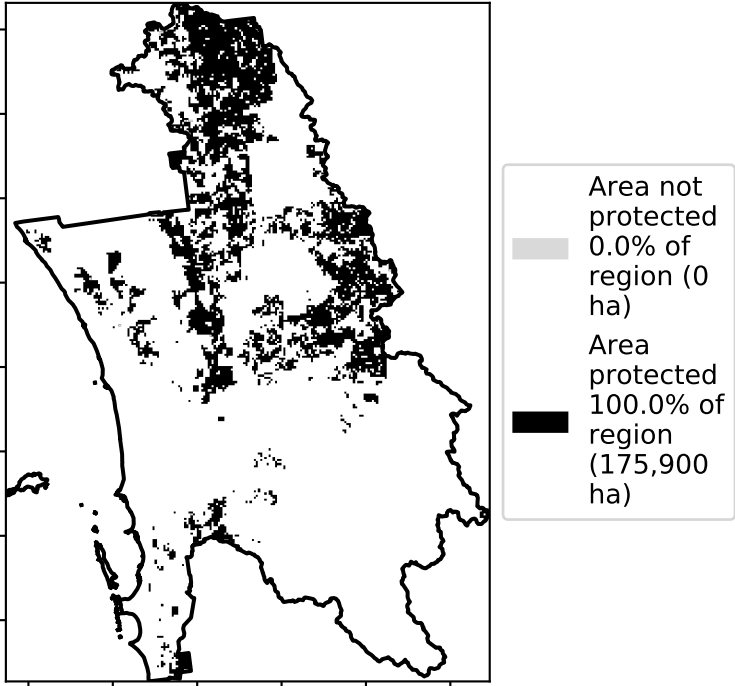 Area not
protected
0.0% of
region (0
ha)
Area
protected
100.0% of
region
(175,900
ha)